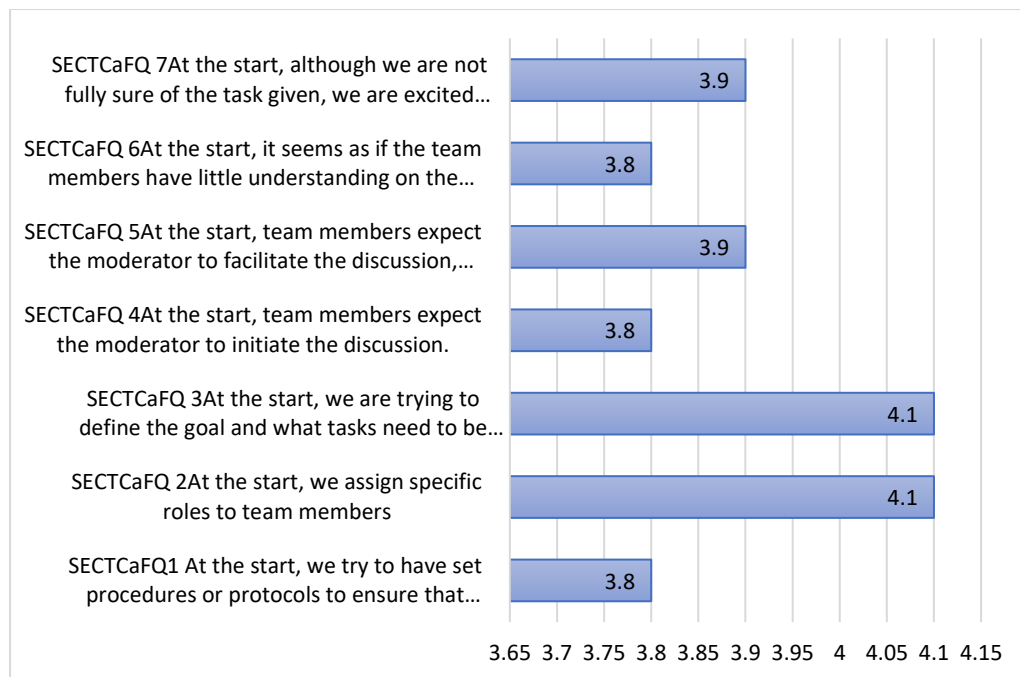 SECTCaFQ 7At the start, although we are not
fully sure of the task given, we are excited…
3.9
SECTCaFQ 6At the start, it seems as if the team
members have little understanding on the…
3.8
SECTCaFQ 5At the start, team members expect
the moderator to facilitate the discussion,…
3.9
SECTCaFQ 4At the start, team members expect
the moderator to initiate the discussion.
3.8
SECTCaFQ 3At the start, we are trying to
define the goal and what tasks need to be…
4.1
SECTCaFQ 2At the start, we assign specific
roles to team members
4.1
SECTCaFQ1 At the start, we try to have set
procedures or protocols to ensure that…
3.8
3.65 3.7 3.75 3.8 3.85 3.9 3.95 4 4.05 4.1 4.15